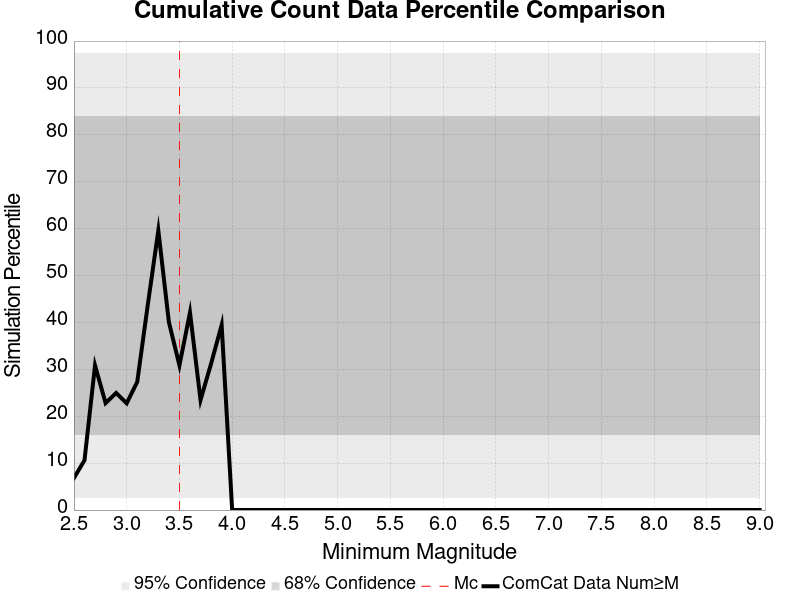 Cumulative Count Data Percentile Comparison
100
90
80
70
60
50
40
30
20
10
0
Simulation Percentile
2.5 3.0 3.5 4.0 4.5 5.0 5.5 6.0 6.5 7.0 7.5 8.0 8.5 9.0
Minimum Magnitude
95% Confidence 68% Confidence Mc ComCat Data Num≥M